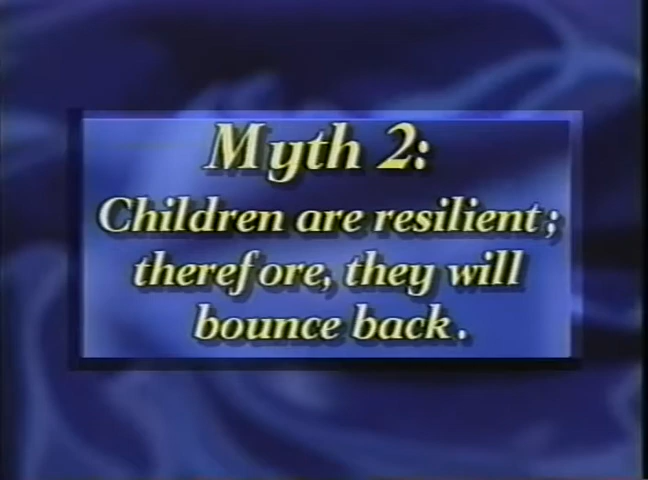 Myth 2:
Children are resilient;
therefore, they will
bounce back.